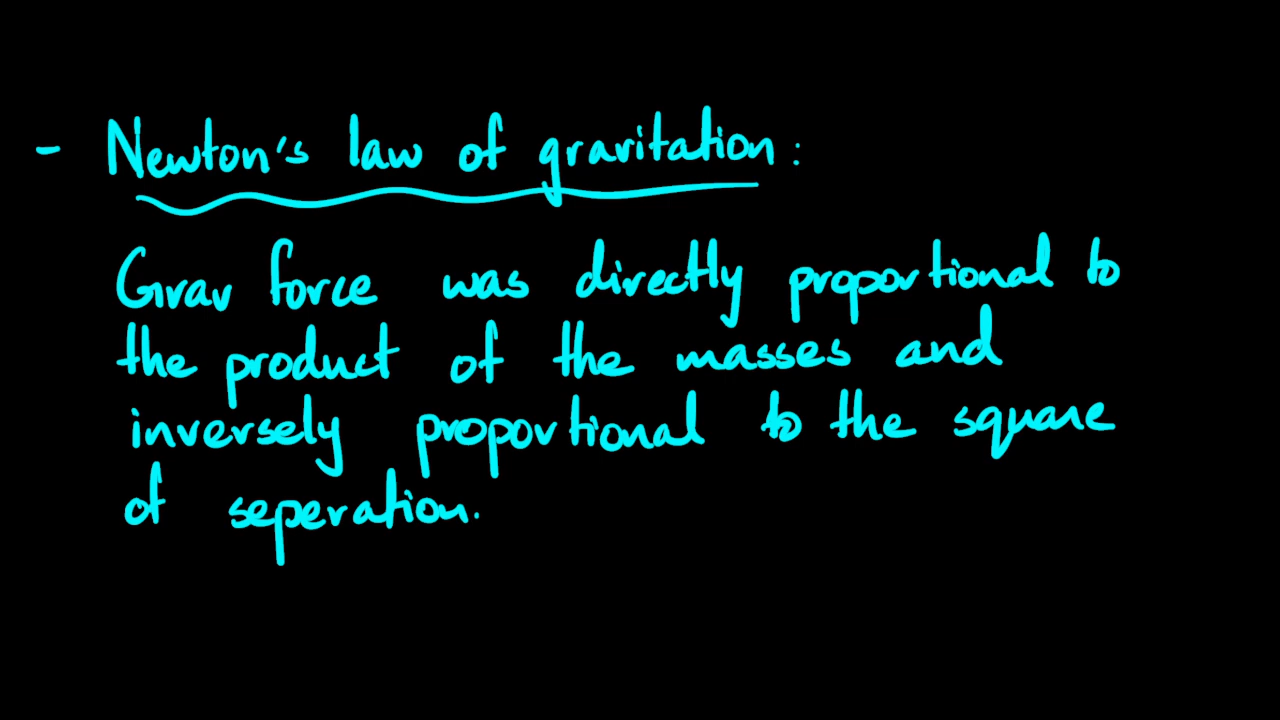 - Newton's law of gravitation:
Grav force was directly proportional to
the product of the masses and
inversely proportional to the square
of seperation.